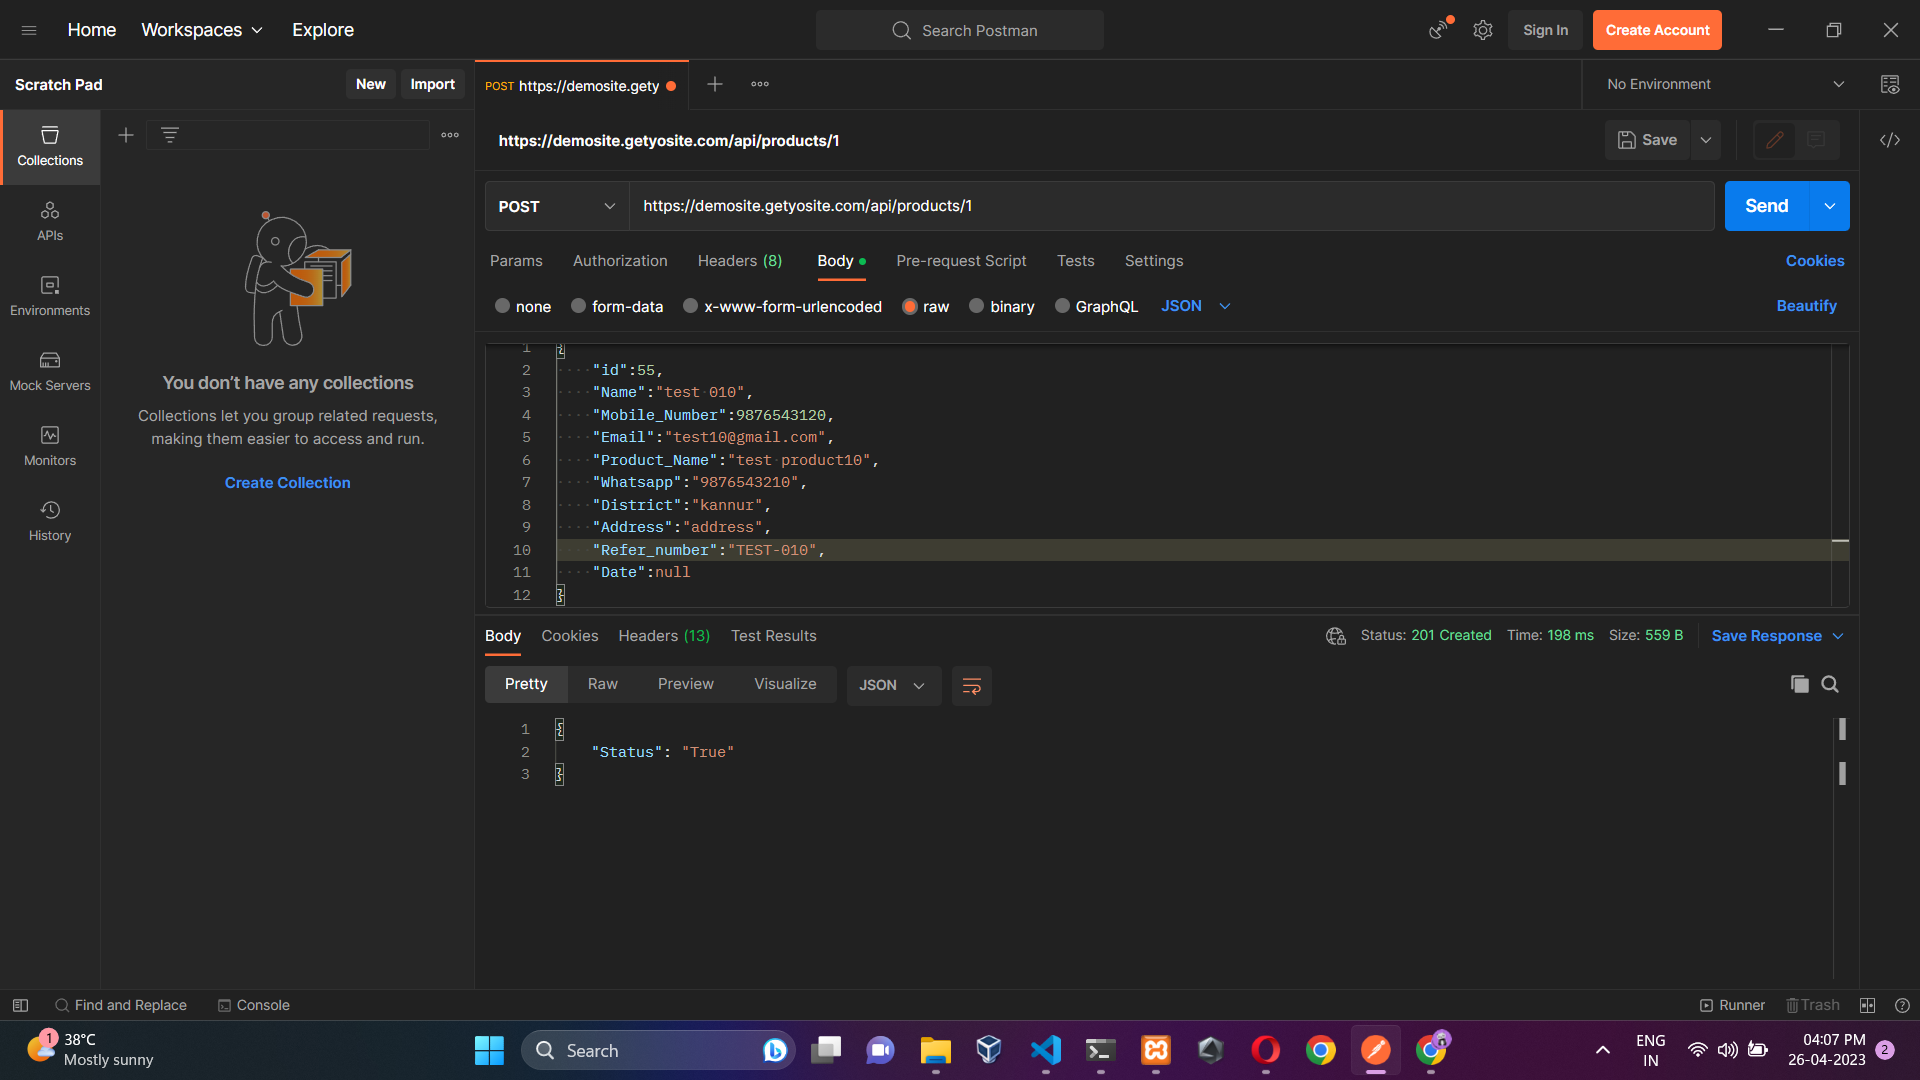 Home Workspaces Explore
Search Postman
Sign In Create Account
Scratch Pad New Import
POST https://demosite.gety
No Environment
Collections
APIs
Environments
Mock Servers
Monitors
History
You don't have any collections
Collections let you group related requests,
making them easier to access and run.
Create Collection
https://demosite.getyosite.com/api/products/1
Save
POST https://demosite.getyosite.com/api/products/1
Send
Params Authorization Headers (8) Body Pre-request Script Tests Settings Cookies
none form-data x-www-form-urlencoded raw binary GraphQL JSON Beautify
1 {
2 "id":55,
3 "Name":"test 010",
4 "Mobile_Number":9876543120,
5 "Email":"test10@gmail.com",
6 "Product_Name":"test product10",
7 "Whatsapp":"9876543210",
8 "District":"kannur",
9 "Address":"address",
10 "Refer_number":"TEST-010",
11 "Date":null
12 }
Body Cookies Headers (13) Test Results
Status: 201 Created Time: 198 ms Size: 559 B Save Response
Pretty Raw Preview Visualize JSON
1 {
2 "Status": "True"
3 }
Find and Replace Console
Runner Trash
1
38°C
Mostly sunny
Search
ENG
IN
04:07 PM
26-04-2023
2